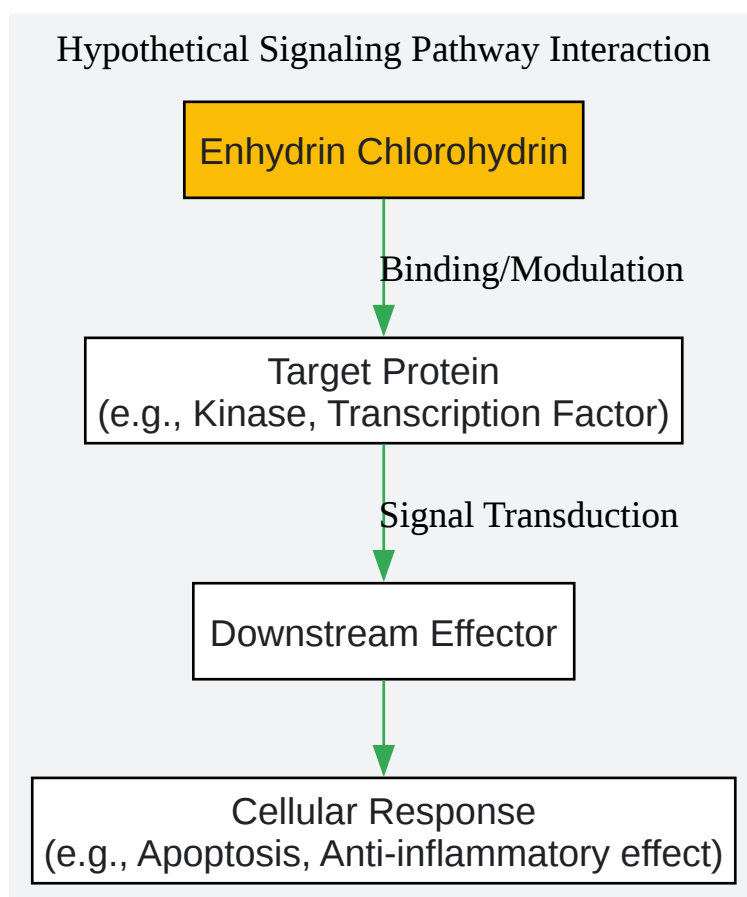 Hypothetical Signaling Pathway Interaction
Enhydrin Chlorohydrin
Binding/Modulation
Target Protein
(e.g., Kinase, Transcription Factor)
Signal Transduction
Downstream Effector
Cellular Response
(e.g., Apoptosis, Anti-inflammatory effect)